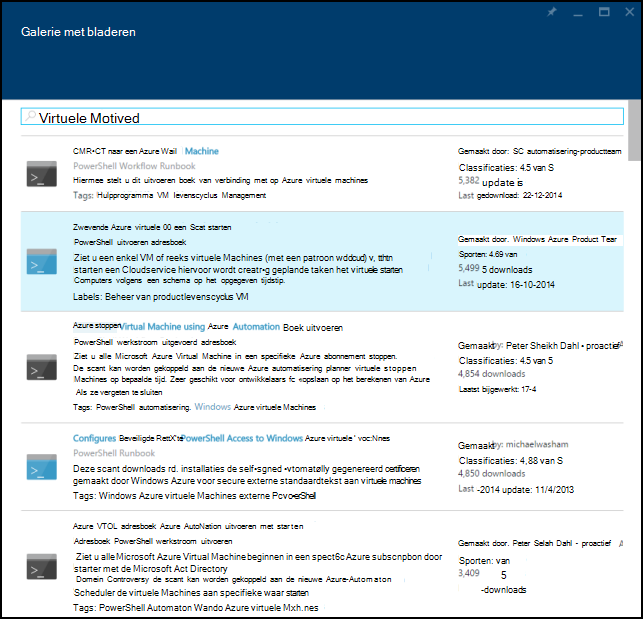 Galerie met bladeren
Virtuele Motived
CMR•CT naar een Azure Wail Machine
PowerShell Workflow Runbook
Hiermee stelt u dit uitvoeren boek van verbinding met op Azure virtuele machines
Tags: Hulpprogramma VM levenscyclus Management
Gemaakt door: SC automatisering-productteam
Classificaties: 4.5 van S
5,382 update is
Last gedownload: 22-12-2014
Zwevende Azure virtuele 00 een Scat starten
PowerShell uitvoeren adresboek
Ziet u een enkel VM of reeks virtuele Machines (met een patroon wddcud) v, tthtn
starten een Cloudservice hiervoor wordt creatr•g geplande taken het virtuele starten
Computers volgens een schema op het opgegeven tijdstip.
Labels: Beheer van productlevenscyclus VM
Gemaakt door. Windows Azure Product Tear
Sporten: 4.69 van
5,499 5 downloads
Last update: 16-10-2014
Azure stoppen Virtual Machine using Azure Automation Boek uitvoeren
PowerShell werkstroom uitgevoerd adresboek
Ziet u alle Microsoft Azure Virtual Machine in een specifieke Azure abonnement stoppen.
De scant kan worden gekoppeld aan de nieuwe Azure automatisering planner virtuele stoppen
Machines op bepaalde tijd. Zeer geschikt voor ontwikkelaars fc «opslaan op het berekenen van Azure
Als ze vergeten te sluiten
Tags: PowerShell automatisering. Windows Azure virtuele Machines
Gemaakt by: Peter Sheikh Dahl • proactief
Classificaties: 4.5 van 5
4,854 downloads
Laatst bijgewerkt: 17-4
Configures Beveiligde RettX'te PowerShell Access to Windows Azure virtuele ' voc:Nnes
PowerShell Runbook
Deze scant downloads rd. installaties de self•sgned •vtomatølly gegenereerd certificeren
gemaakt door Windows Azure voor secure externe standaardtekst aan virtuele machines
Tags: Windows Azure virtuele Machines externe Pcvo•erShell
Gemaakt by: michaelwasham
Classificaties: 4,88 van S
4,850 downloads
Last -2014 update: 11/4/2013
Azure VTOL adresboek Azure AutoNation uitvoeren met starten
Adresboek PowerShell werkstroom uitvoeren
Ziet u alle Microsoft Azure Virtual Machine beginnen in een spect6c Azure subscnpbon door
starter met de Microsoft Act Directory
Domein Controversy de scant kan worden gekoppeld aan de nieuwe Azure-Automaton
Scheduler de virtuele Machines aan specifieke waar starten
Tags: PowerShell Automaton Wando Azure virtuele Mxh.nes
Gemaakt door. Peter Selah Dahl - proactief A
Sporten: van
3,409 5
-downloads